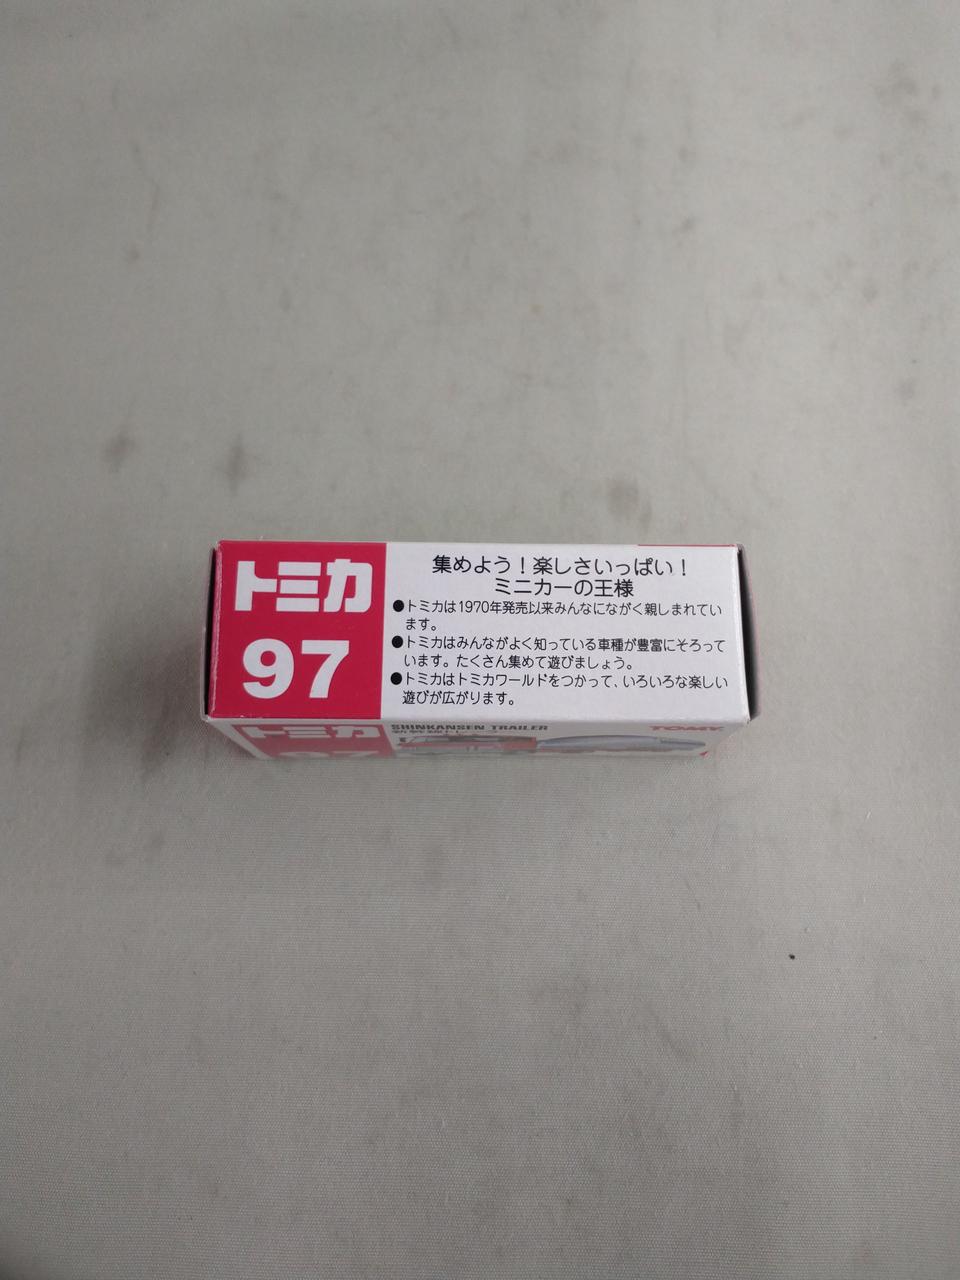 トミカ
97
集めよう！楽しさいっぱい！
ミニカーの王様
●トミカは1970年発売以来みんなにながく親しまれてい
ます。
●トミカはみんながよく知っている車種が豊富にそろって
います。たくさん集めて遊びましょう。
●トミカはトミカワールドをつかって、いろいろな楽しい
遊びが広がります。
トミカ
SHINKANSEN TRAILER
TOMY